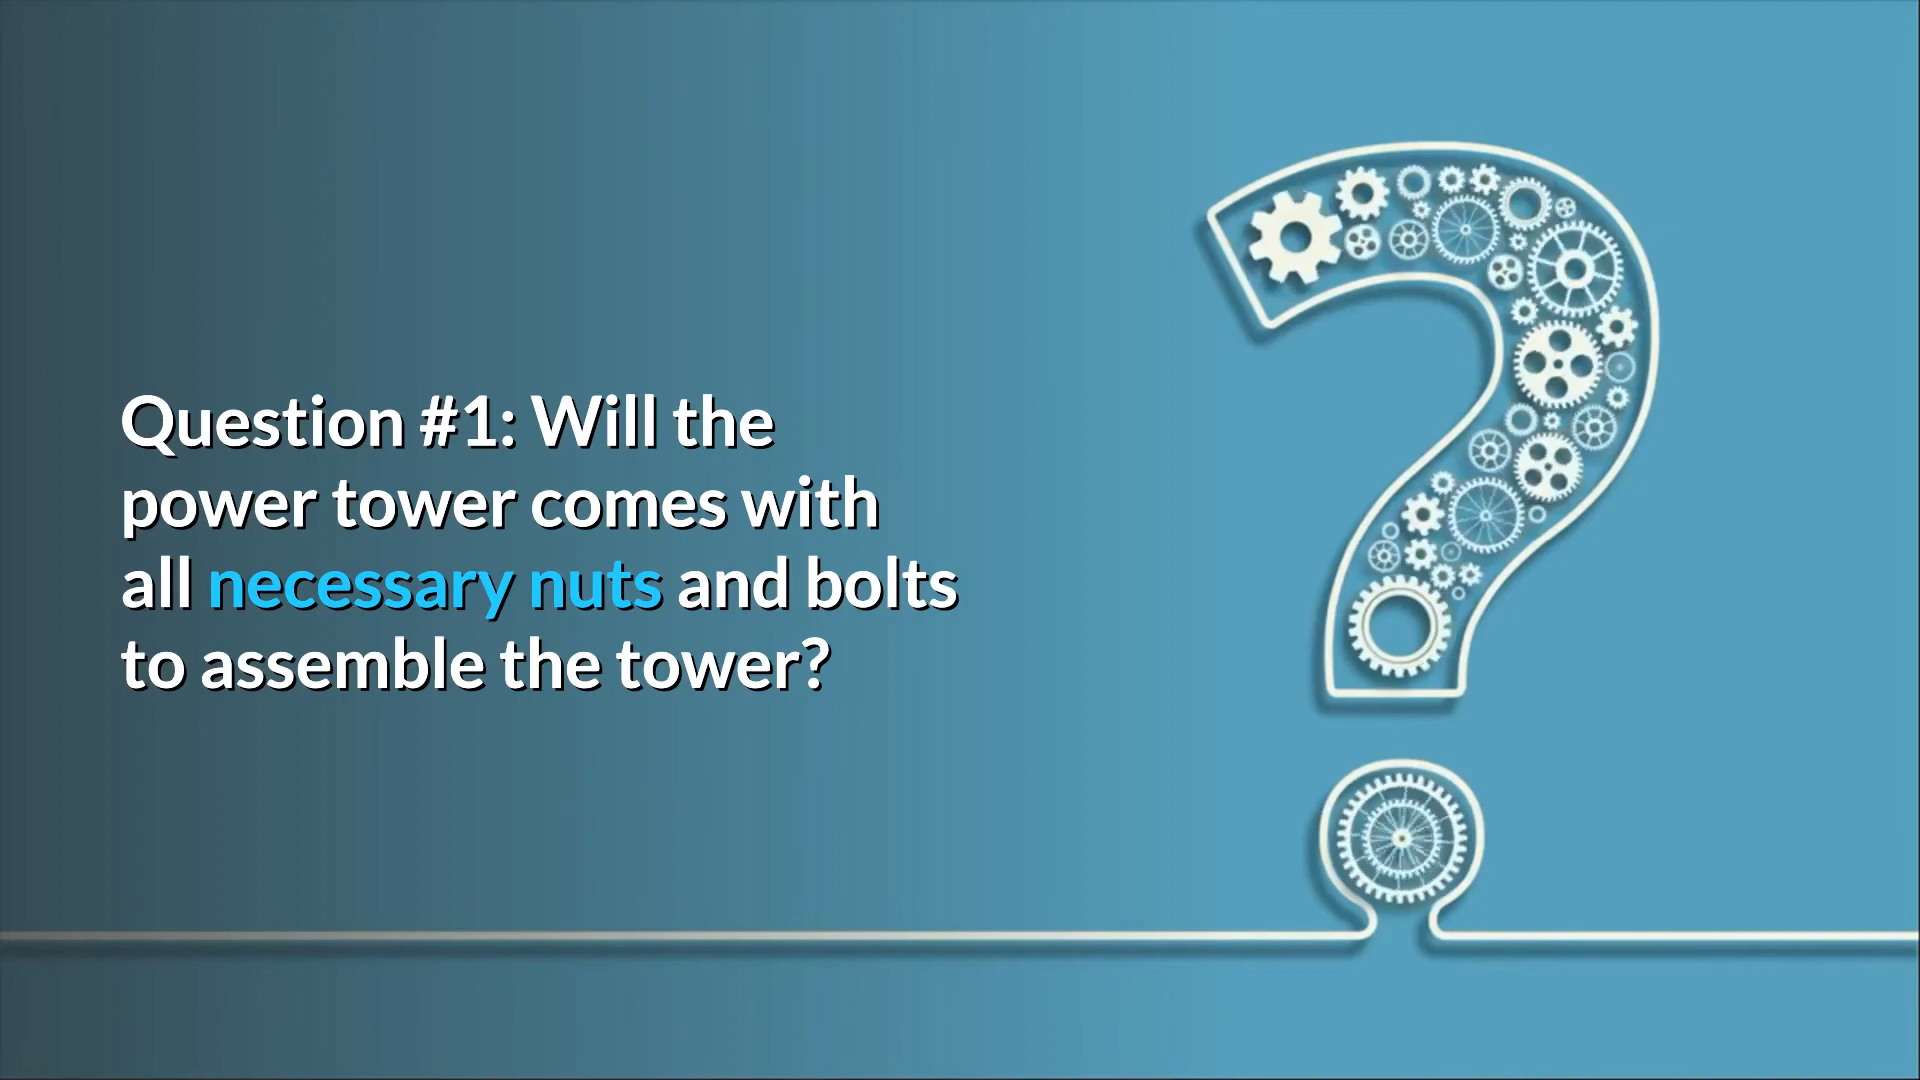 Question #1: Will the
power tower comes with
all necessary nuts and bolts
to assemble the tower?